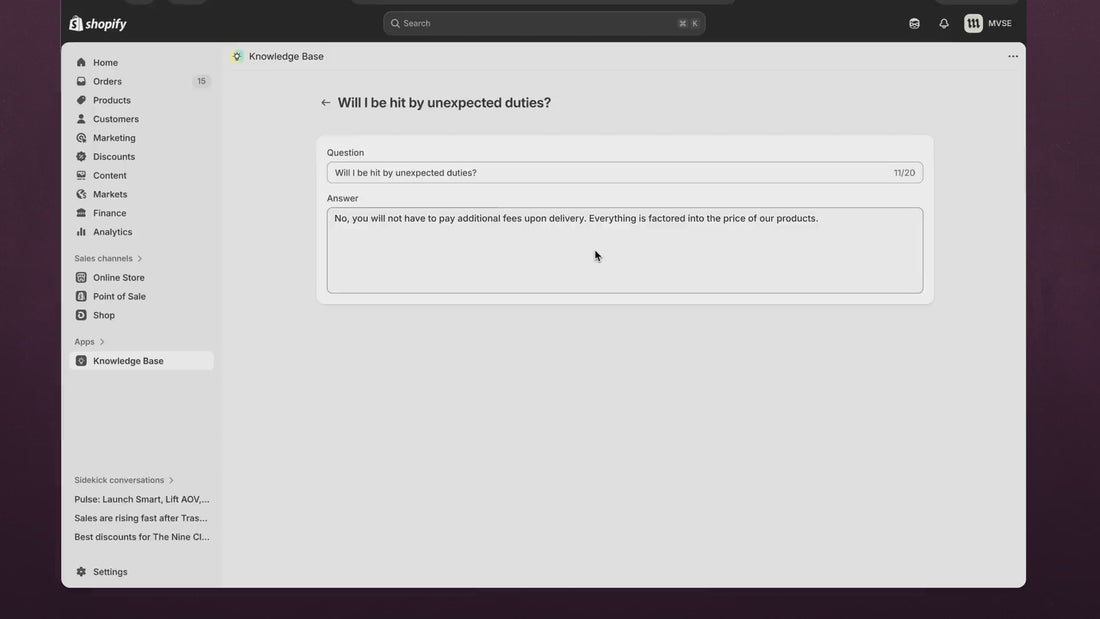 shopify
Search
⌘ K
MVSE
Home
Orders 15
Products
Customers
Marketing
Discounts
Content
Markets
Finance
Analytics
Sales channels
Online Store
Point of Sale
Shop
Apps
Knowledge Base
Sidekick conversations
Pulse: Launch Smart, Lift AOV,...
Sales are rising fast after Tras...
Best discounts for The Nine Cl...
Settings
Knowledge Base
Will I be hit by unexpected duties?
Question
Will I be hit by unexpected duties? 11/20
Answer
No, you will not have to pay additional fees upon delivery. Everything is factored into the price of our products.